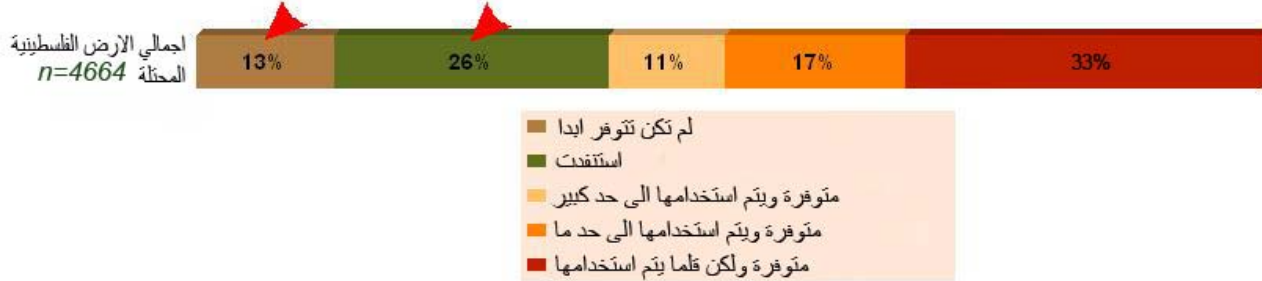 اجمالي الارض الفلسطينية
المحتلة n=4664
13% 26% 11% 17% 33%
لم تكن تتوفر ابدا
استنفدت
متوفرة ويتم استخدامها الى حد كبير
متوفرة ويتم استخدامها الى حد ما
متوفرة ولكن قلما يتم استخدامها